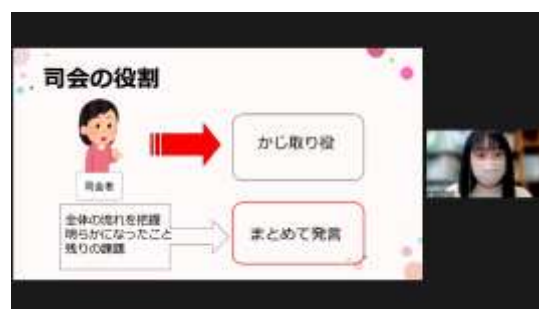 司会の役割
かじ取り役
司会者
全体の流れを把握
明らかになったこと
残りの課題
まとめて発言